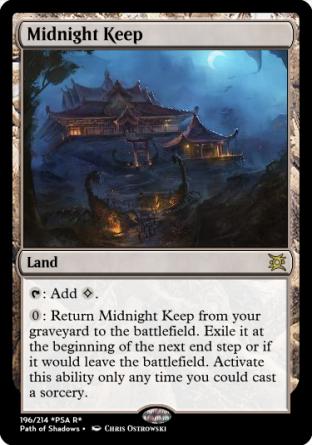 Midnight Keep
Land
: Add .
0: Return Midnight Keep from your
graveyard to the battlefield. Exile it at
the beginning of the next end step or if
it would leave the battlefield. Activate
this ability only any time you could cast
a sorcery.
196/214 *PSA R*
Path of Shadows • Chris Ostrowski